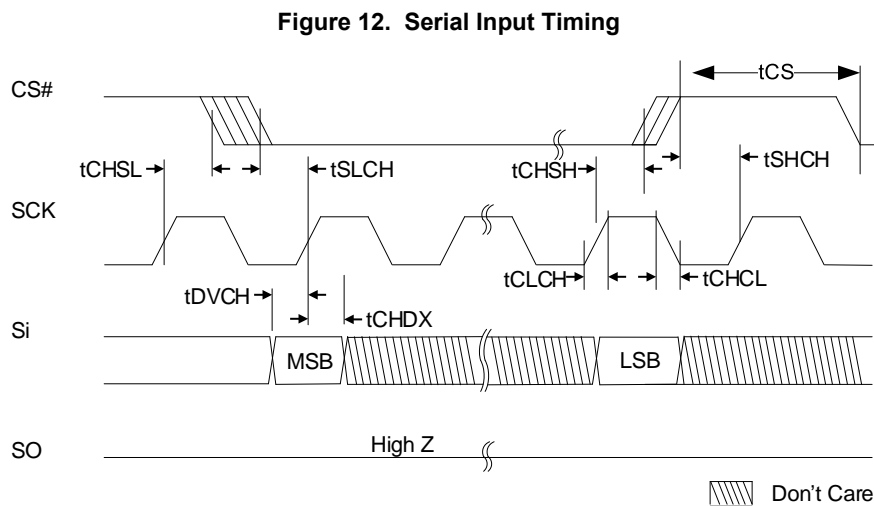 Figure 12. Serial Input Timing
CS#
tCS
tCHSL
tSLCH
tCHSH
tSHCH
SCK
tCLCH
tCHCL
tDVCH
tCHDX
Si
MSB
LSB
SO
High Z
Don't Care